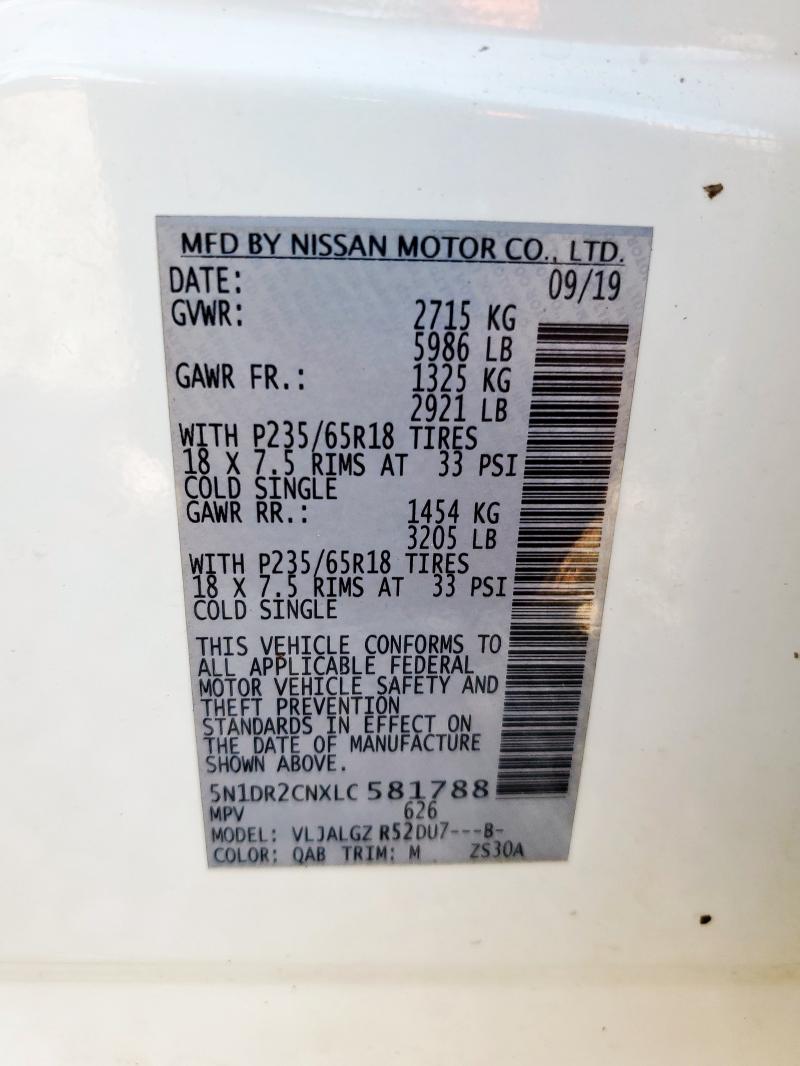 MFD BY NISSAN MOTOR CO., LTD.
DATE: 09/19
GVWR: 2715 KG
5986 LB
GAWR FR.: 1325 KG
2921 LB
WITH P235/65R18 TIRES
18 X 7.5 RIMS AT 33 PSI
COLD SINGLE
GAWR RR.: 1454 KG
3205 LB
WITH P235/65R18 TIRES
18 X 7.5 RIMS AT 33 PSI
COLD SINGLE
THIS VEHICLE CONFORMS TO
ALL APPLICABLE FEDERAL
MOTOR VEHICLE SAFETY AND
THEFT PREVENTION
STANDARDS IN EFFECT ON
THE DATE OF MANUFACTURE
SHOWN ABOVE.
5N1DR2CNXLC 581788
MPV 626
MODEL: VLJALGZ R52DU7---B-
COLOR: QAB TRIM: M ZS30A